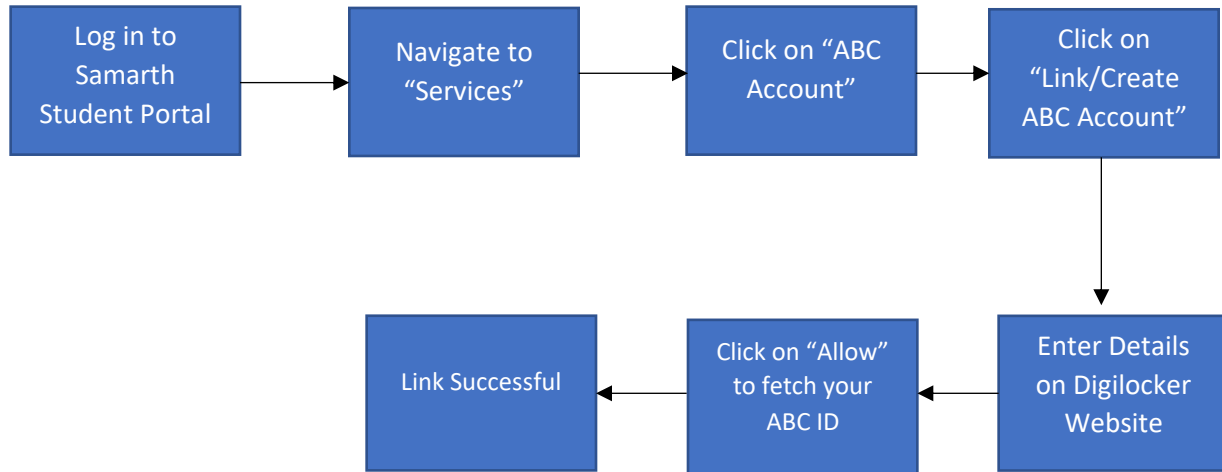 Log in to
Samarth
Student Portal
Navigate to
“Services”
Click on “ABC
Account”
Click on
“Link/Create
ABC Account”
Enter Details
on Digilocker
Website
Click on “Allow”
to fetch your
ABC ID
Link Successful